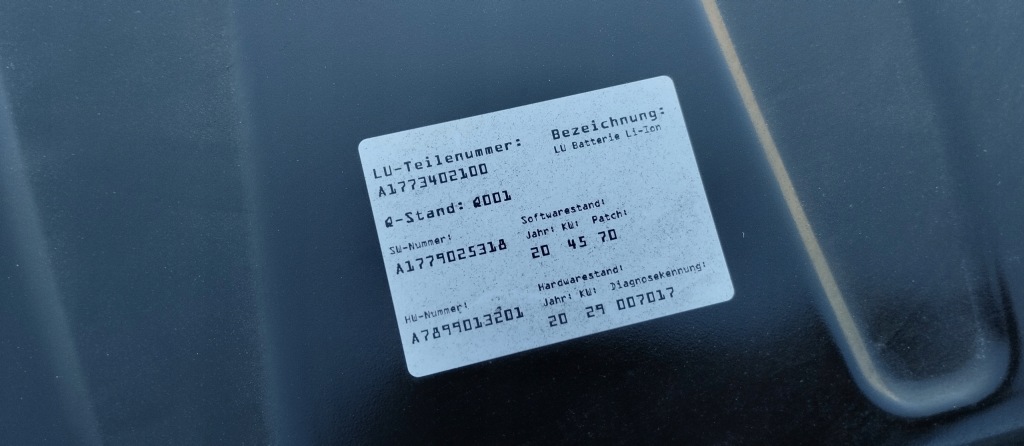 LU-Teilenummer: Bezeichnung:
A1773402100 LU Batterie Li-Ion
Q-Stand: Q001
SW-Nummer: Softwarestand:
A1779025318 Jahr: KW: Patch:
20 45 70
HW-Nummer: Hardwarestand:
A7899013201 Jahr: KW: Diagnosekennung:
20 29 007017